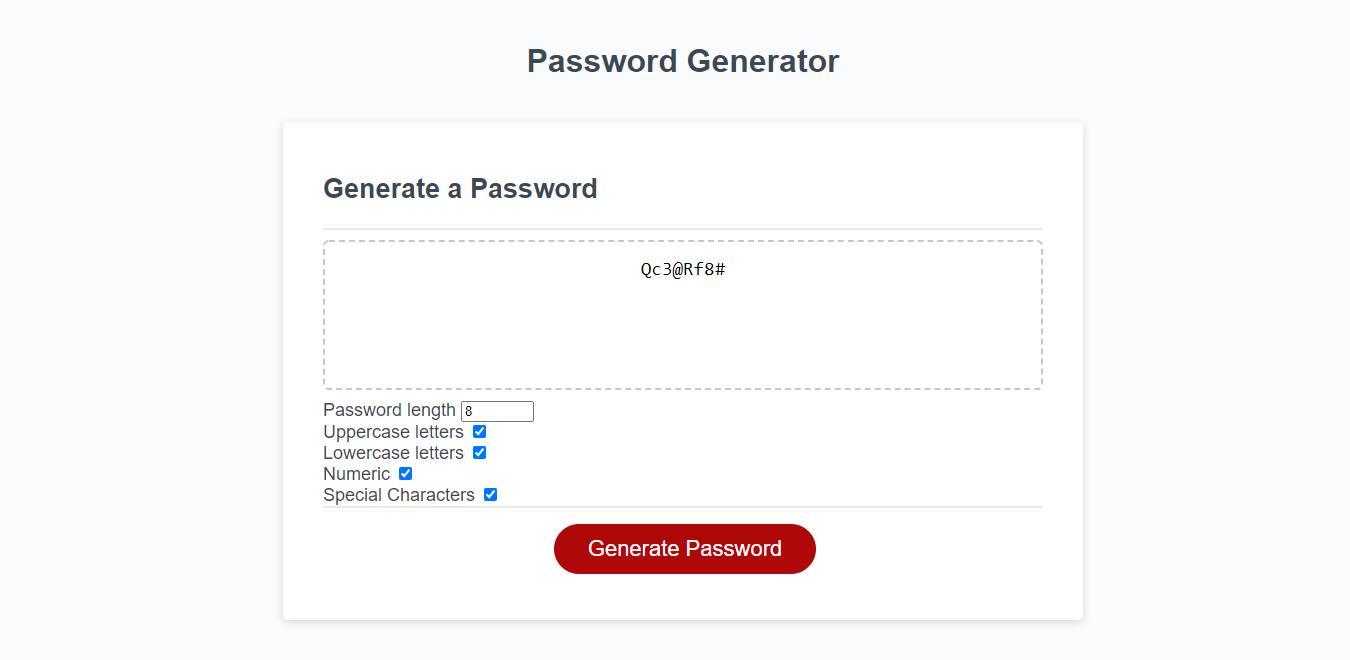 Password Generator
Generate a Password
Qc3@Rf8#
Password length 8
Uppercase letters
Lowercase letters
Numeric
Special Characters
Generate Password